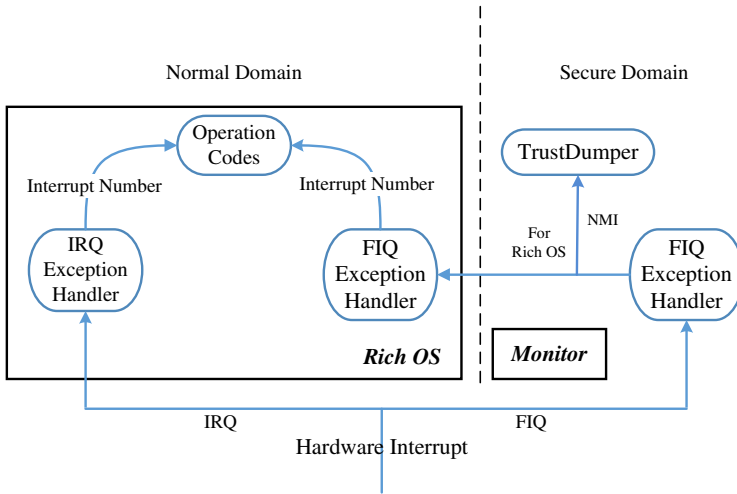 Normal Domain
Secure Domain
Operation
Codes
TrustDumper
Interrupt Number
Interrupt Number
IRQ
Exception
Handler
FIQ
Exception
Handler
For
Rich OS
NMI
FIQ
Exception
Handler
Rich OS
Monitor
IRQ
FIQ
Hardware Interrupt